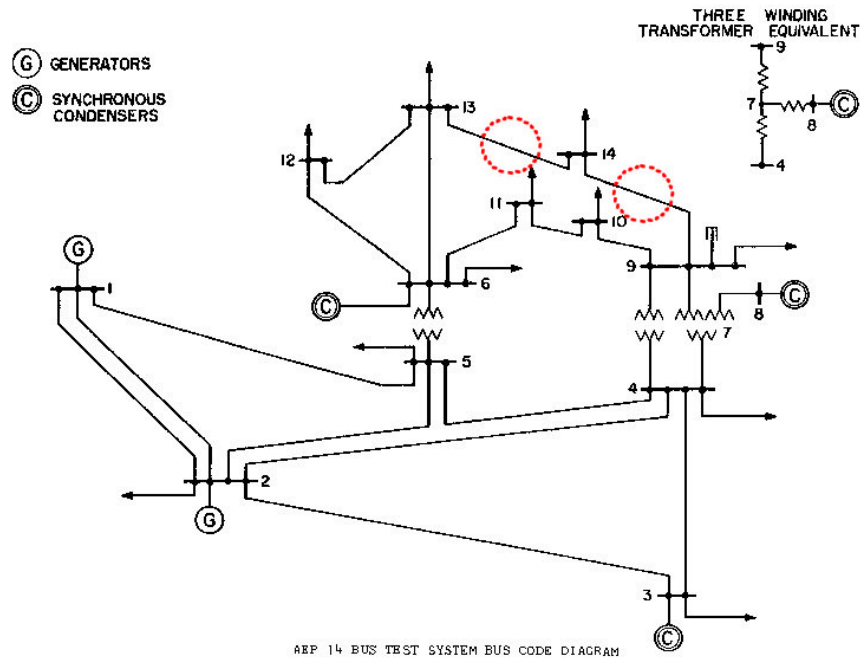 THREE WINDING
TRANSFORMER EQUIVALENT
G GENERATORS
C SYNCHRONOUS
CONDENSERS
9
7
C
8
4
13
14
12
11
10
9
6
C
G
1
8
C
7
5
4
2
G
3
C
AEP 14 BUS TEST SYSTEM BUS CODE DIAGRAM